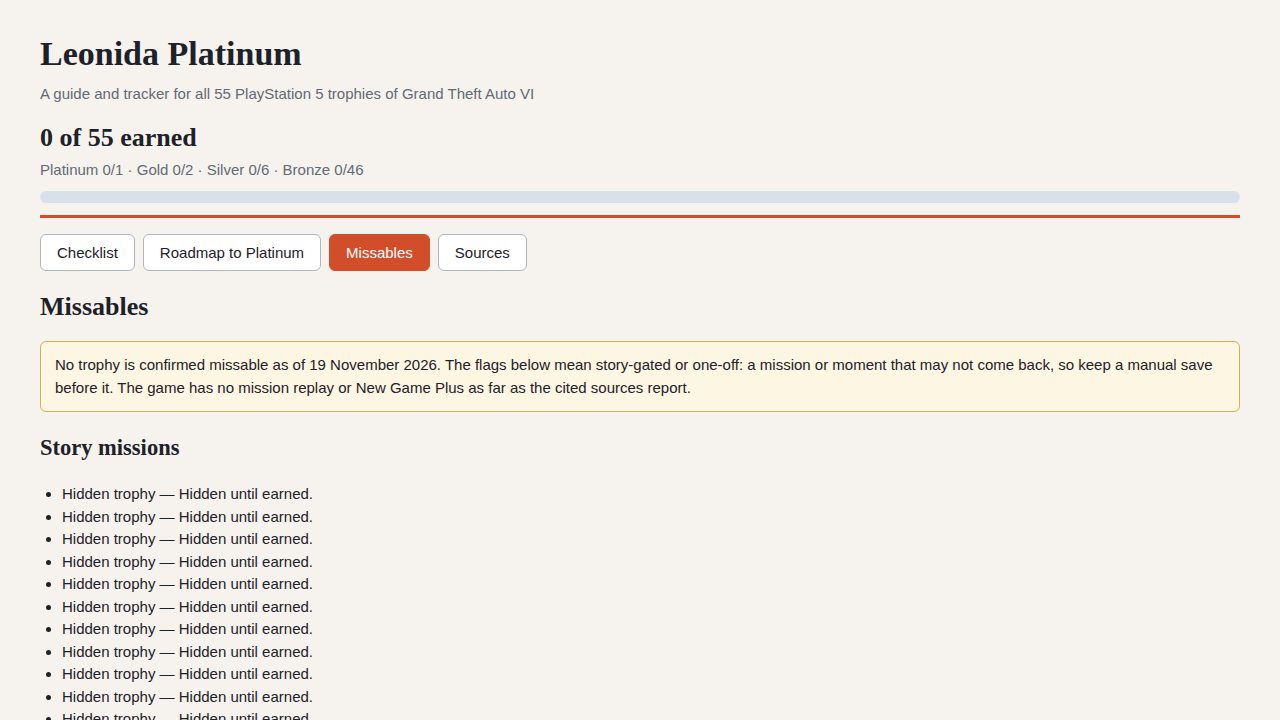 Leonida Platinum
A guide and tracker for all 55 PlayStation 5 trophies of Grand Theft Auto VI
0 of 55 earned
Platinum 0/1 · Gold 0/2 · Silver 0/6 · Bronze 0/46
Checklist
Roadmap to Platinum
Missables
Sources
Missables
No trophy is confirmed missable as of 19 November 2026. The flags below mean story-gated or one-off: a mission or moment that may not come back, so keep a manual save
before it. The game has no mission replay or New Game Plus as far as the cited sources report.
Story missions
Hidden trophy — Hidden until earned.
Hidden trophy — Hidden until earned.
Hidden trophy — Hidden until earned.
Hidden trophy — Hidden until earned.
Hidden trophy — Hidden until earned.
Hidden trophy — Hidden until earned.
Hidden trophy — Hidden until earned.
Hidden trophy — Hidden until earned.
Hidden trophy — Hidden until earned.
Hidden trophy — Hidden until earned.
Hidden trophy — Hidden until earned.